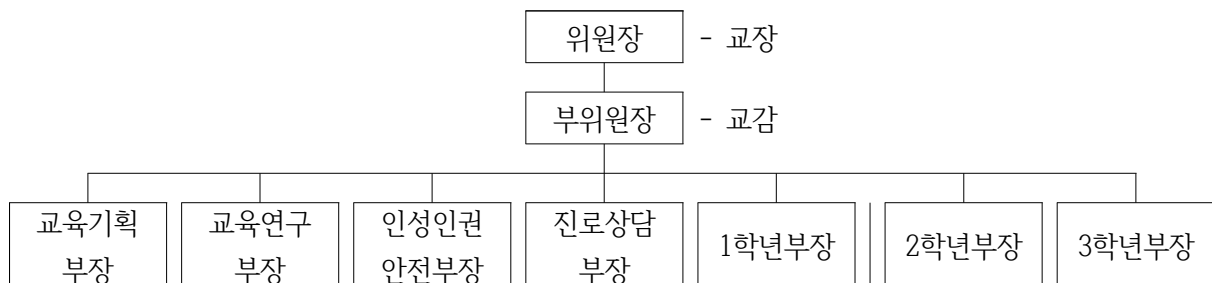 위원장 - 교장
부위원장 - 교감
교육기획 교육연구 인성인권 진로상담 1학년부장 2학년부장 3학년부장
부장 부장 안전부장 부장